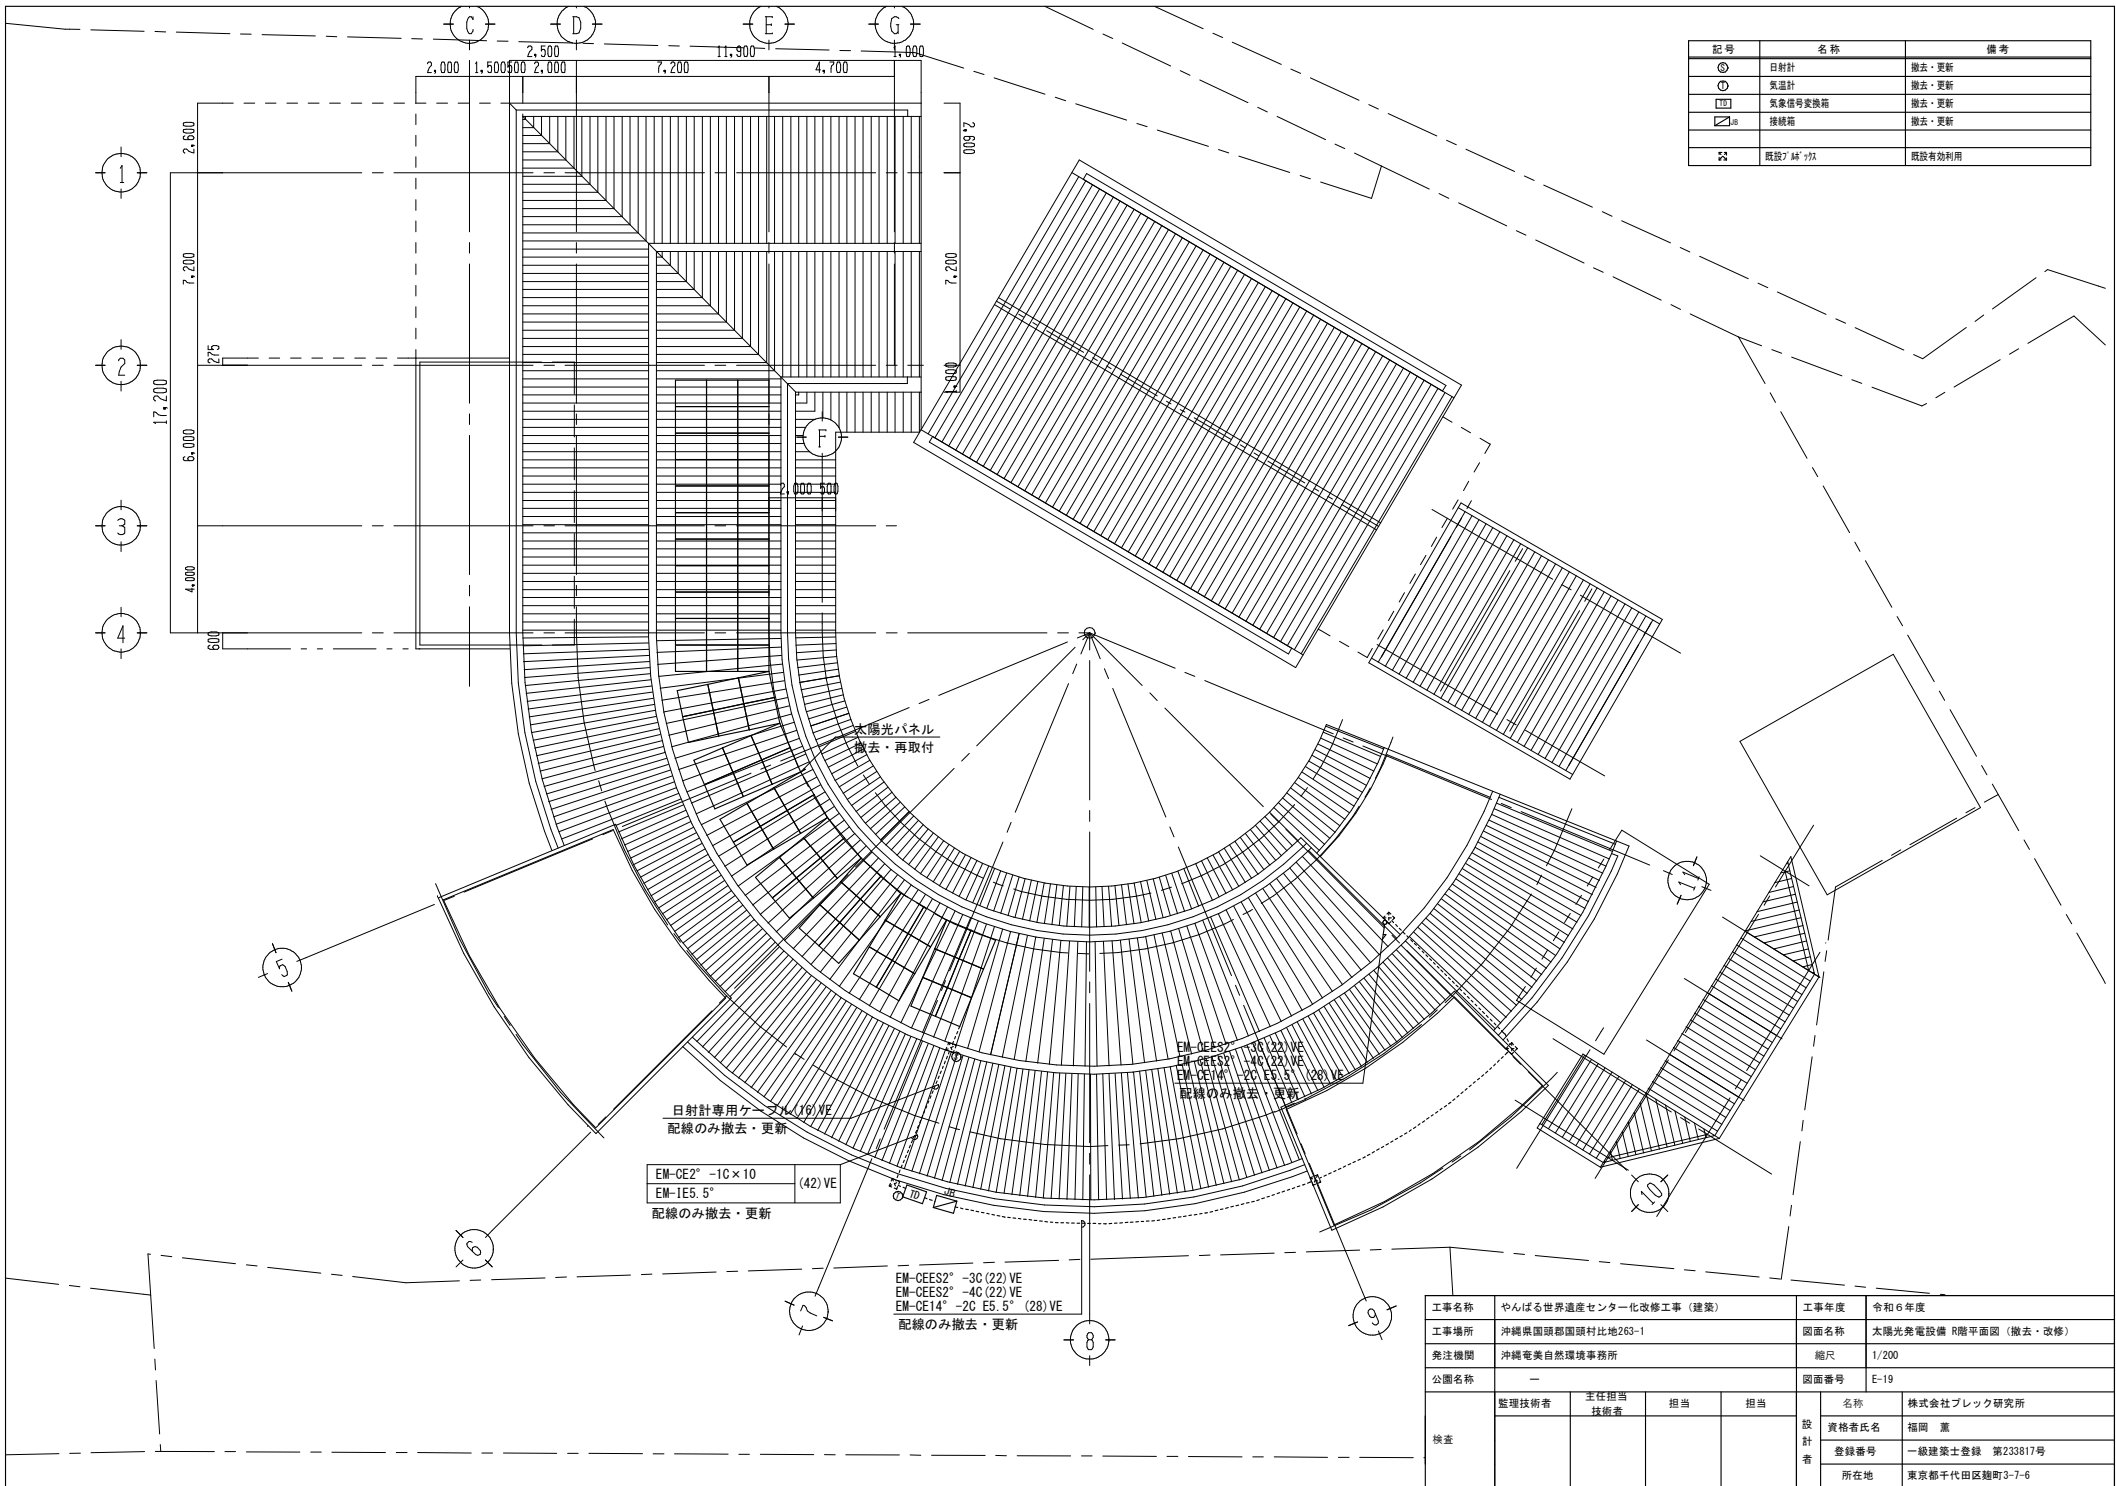 C
D
E
G
2,500
11,900
1,000
2,000
1,500
500
2,000
7,200
4,700
記号
名称
備考
S
日射計
撤去・更新
T
気温計
撤去・更新
TD
気象信号変換箱
撤去・更新
JB
接続箱
撤去・更新
既設プルボックス
既設有効利用
2,600
2,600
1
7,200
7,200
275
2
1,000
17,200
6,000
F
2,000
500
3
4,000
600
4
太陽光パネル
撤去・再取付
11
5
EM-CEES2° -3C(22)VE
EM-CEES2° -4C(22)VE
EM-CE14° -2C E5.5° (28)VE
配線のみ撤去・更新
日射計専用ケーブル(16)VE
配線のみ撤去・更新
EM-CE2° -1C×10
EM-IE5.5°
(42)VE
配線のみ撤去・更新
T
TD
JB
10
6
7
EM-CEES2° -3C(22)VE
EM-CEES2° -4C(22)VE
EM-CE14° -2C E5.5° (28)VE
配線のみ撤去・更新
8
9
工事名称
やんばる世界遺産センター化改修工事（建築）
工事年度
令和６年度
工事場所
沖縄県国頭郡国頭村比地263-1
図面名称
太陽光発電設備 R階平面図（撤去・改修）
発注機関
沖縄奄美自然環境事務所
縮尺
1/200
公園名称
―
図面番号
E-19
検査
監理技術者
主任担当
技術者
担当
担当
設計者
名称
株式会社プレック研究所
資格者氏名
福岡　薫
登録番号
一級建築士登録　第233817号
所在地
東京都千代田区麹町3-7-6